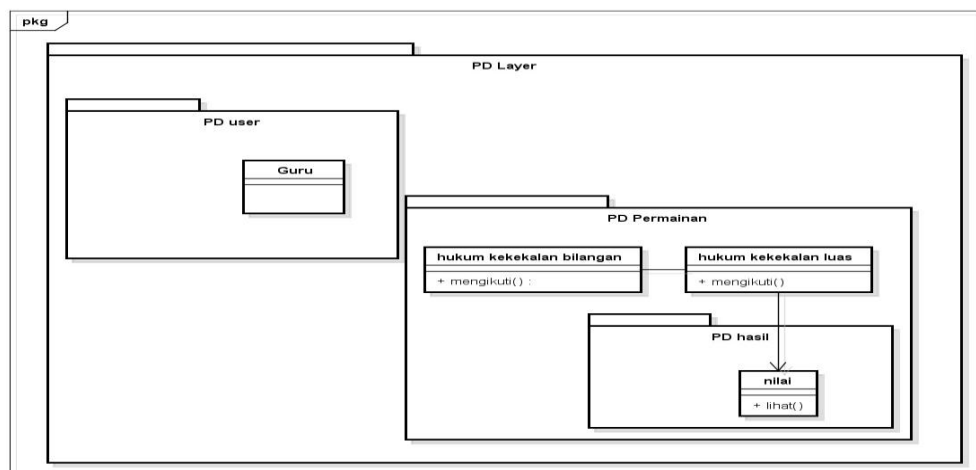 pkg
PD Layer
PD user
Guru
PD Permainan
hukum kekekalan bilangan
+ mengikuti() :
hukum kekekalan luas
+ mengikuti()
PD hasil
nilai
+ lihat()